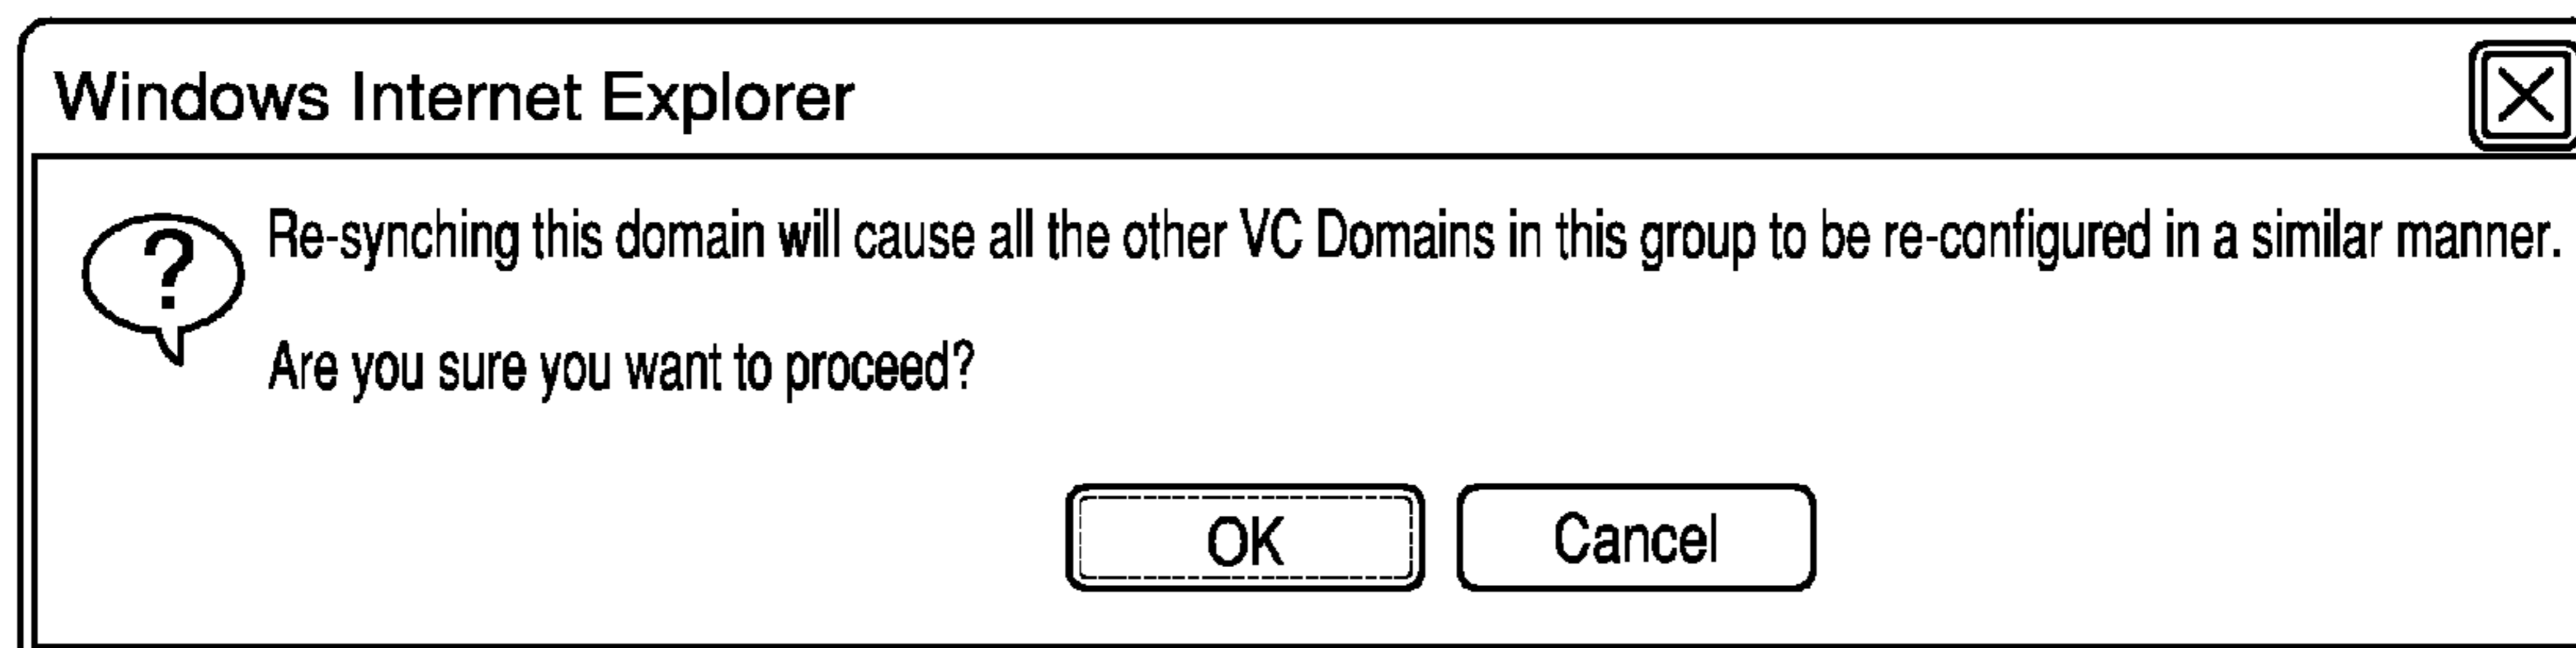 Windows Internet Explorer
? Re-synching this domain will cause all the other VC Domains in this group to be re-configured in a similar manner.
Are you sure you want to proceed?
OK Cancel